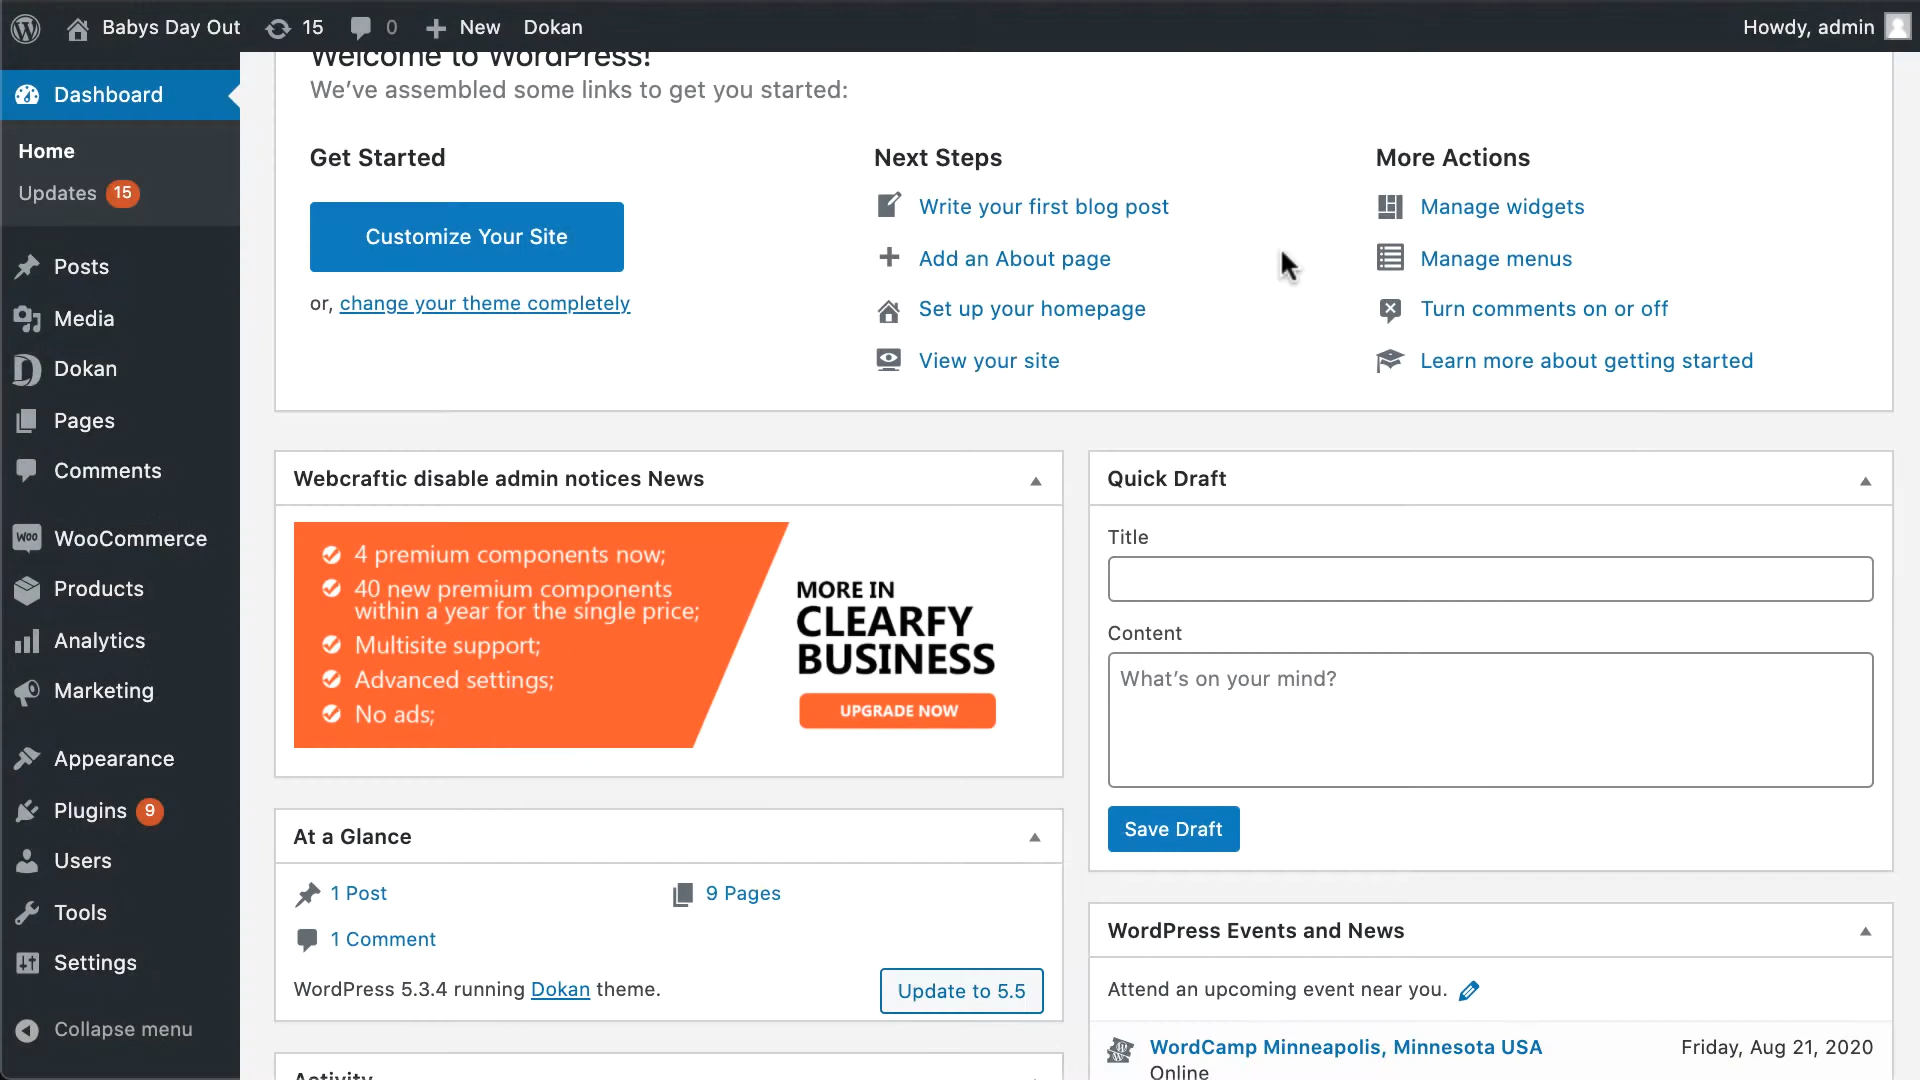 Babys Day Out
15
0
New
Dokan
Howdy, admin
Dashboard
Home
Updates 15
Posts
Media
Dokan
Pages
Comments
WooCommerce
Products
Analytics
Marketing
Appearance
Plugins 9
Users
Tools
Settings
Collapse menu
Welcome to WordPress!
We've assembled some links to get you started:
Get Started
Customize Your Site
or, change your theme completely
Next Steps
Write your first blog post
Add an About page
Set up your homepage
View your site
More Actions
Manage widgets
Manage menus
Turn comments on or off
Learn more about getting started
Webcraftic disable admin notices News
4 premium components now;
40 new premium components
within a year for the single price;
Multisite support;
Advanced settings;
No ads;
MORE IN
CLEARFY
BUSINESS
UPGRADE NOW
At a Glance
1 Post
9 Pages
1 Comment
WordPress 5.3.4 running Dokan theme.
Update to 5.5
Activity
Quick Draft
Title
Content
What's on your mind?
Save Draft
WordPress Events and News
Attend an upcoming event near you.
WordCamp Minneapolis, Minnesota USA
Friday, Aug 21, 2020
Online